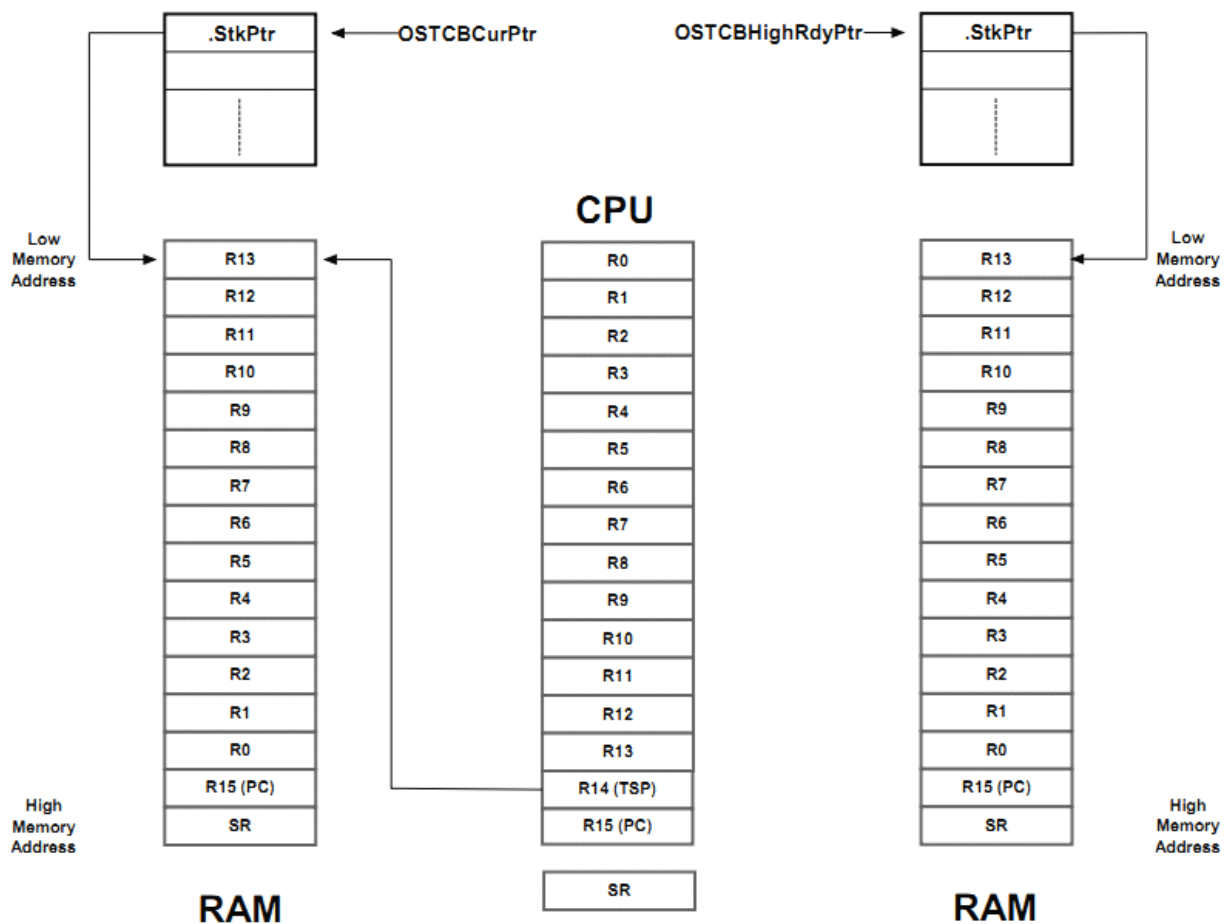 .StkPtr
OSTCBCurPtr
OSTCBHighRdyPtr
.StkPtr
CPU
Low
Memory
Address
R13
R12
R11
R10
R9
R8
R7
R6
R5
R4
R3
R2
R1
R0
R15 (PC)
SR
High
Memory
Address
RAM
R0
R1
R2
R3
R4
R5
R6
R7
R8
R9
R10
R11
R12
R13
R14 (TSP)
R15 (PC)
SR
R13
R12
R11
R10
R9
R8
R7
R6
R5
R4
R3
R2
R1
R0
R15 (PC)
SR
Low
Memory
Address
High
Memory
Address
RAM